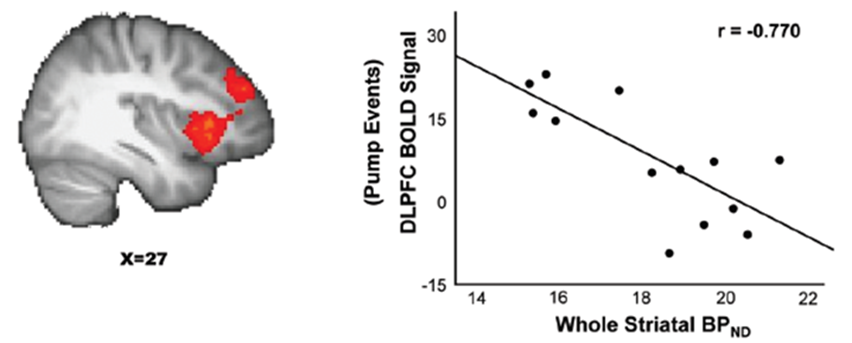 X=27
(Pump Events)
DLPFC BOLD Signal
30
15
0
-15
r = -0.770
14 16 18 20 22
Whole Striatal BPND